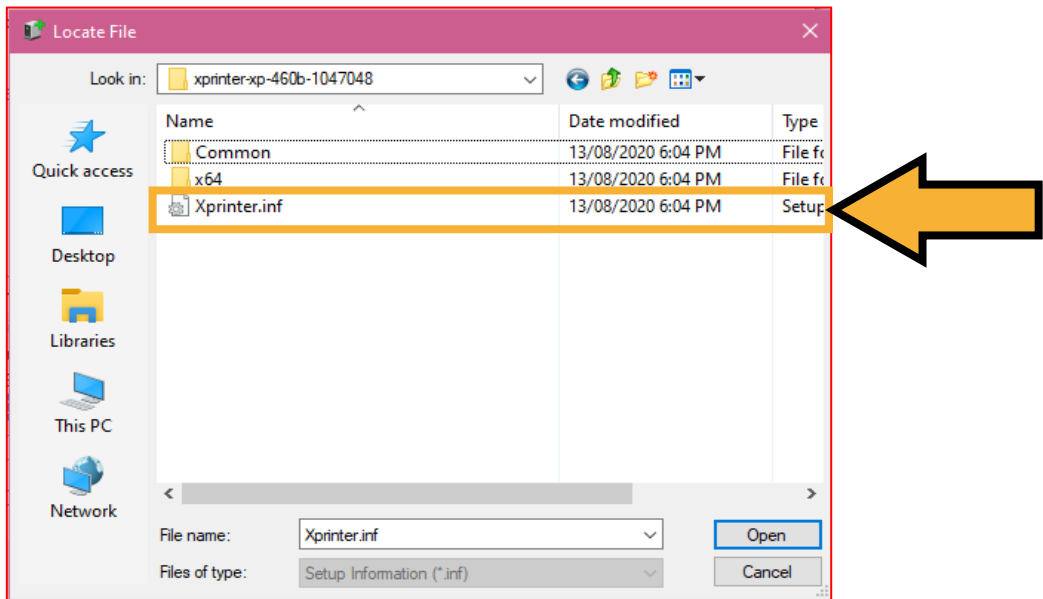 Locate File
Look in: xprinter-xp-460b-1047048
Name Date modified Type
Common 13/08/2020 6:04 PM File fo
x64 13/08/2020 6:04 PM File fo
Xprinter.inf 13/08/2020 6:04 PM Setup
Quick access
Desktop
Libraries
This PC
Network
File name: Xprinter.inf Open
Files of type: Setup Information (*.inf) Cancel